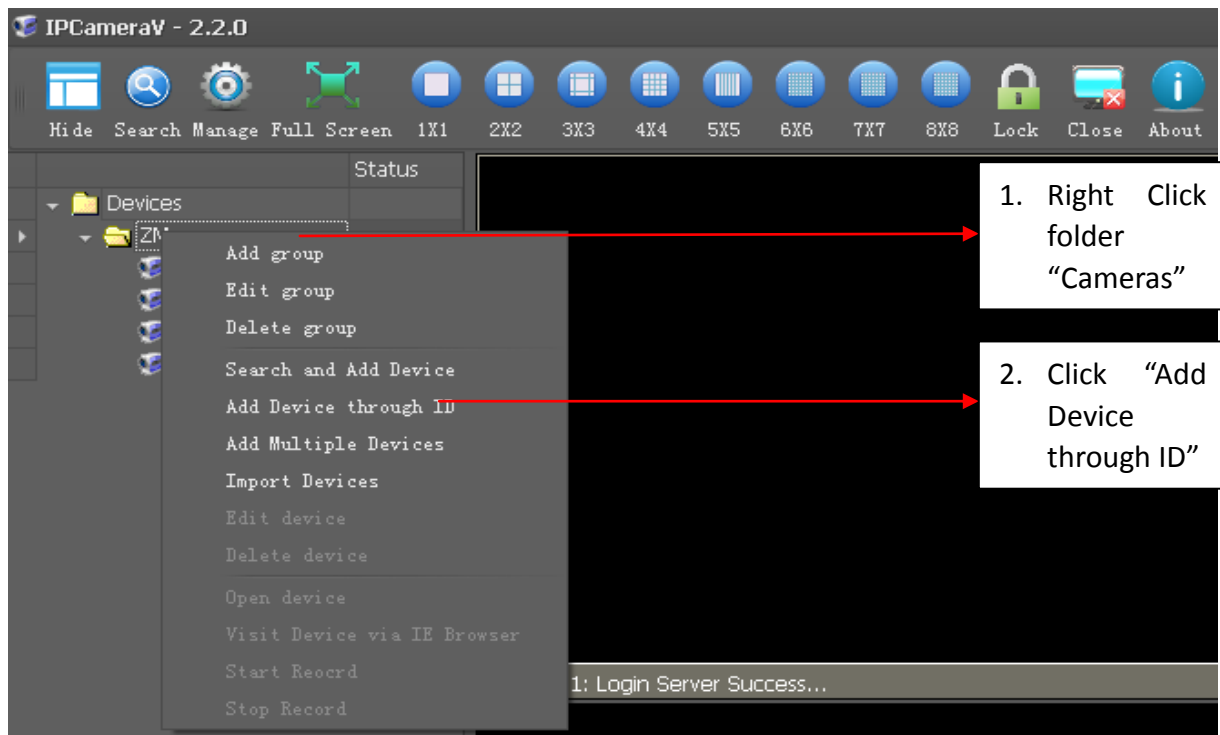 IPCameraV - 2.2.0
Hide Search Manage Full Screen 1X1 2X2 3X3 4X4 5X5 6X6 7X7 8X8 Lock Close About
Status
Devices
Add group
Edit group
Delete group
Search and Add Device
Add Device through ID
Add Multiple Devices
Import Devices
Edit device
Delete device
Open device
Visit Device via IE Browser
Start Reocrd
Stop Record
1. Right Click
folder
“Cameras”
2. Click “Add
Device
through ID”
1: Login Server Success...